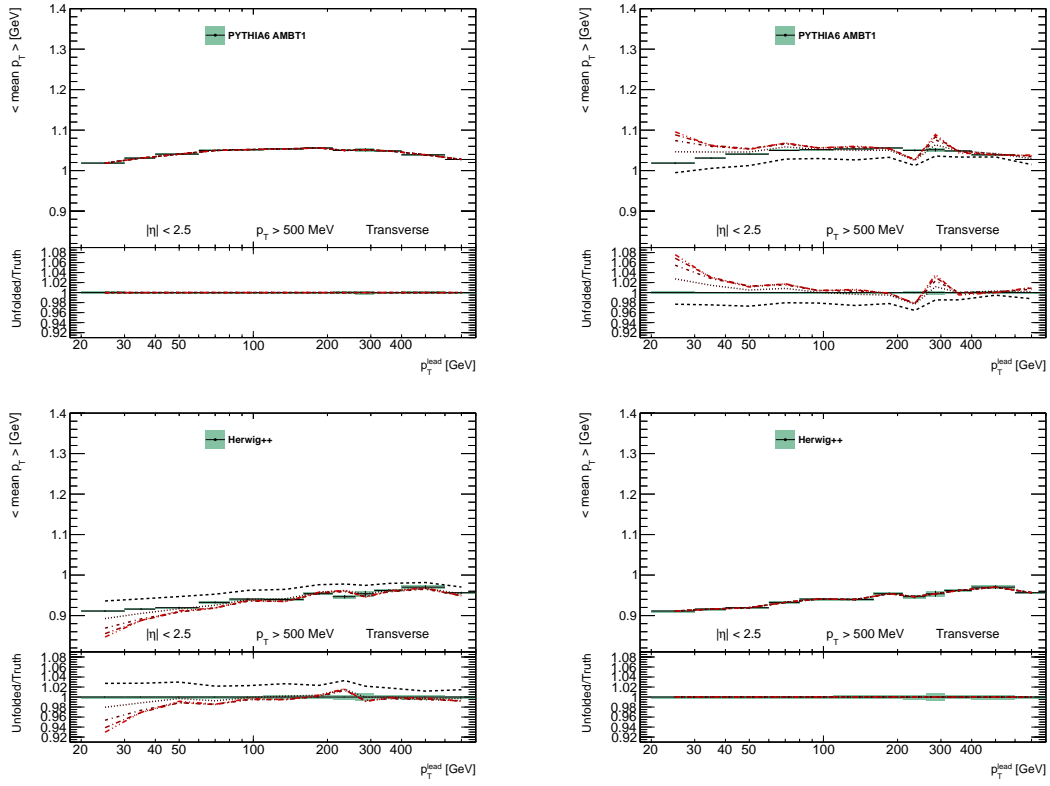 < mean p_T > [GeV]
1.4
1.3
1.2
1.1
1
0.9
PYTHIA6 AMBT1
|η| < 2.5 p_T > 500 MeV Transverse
Unfolded/Truth
1.08
1.06
1.04
1.02
1
0.98
0.96
0.94
0.92
20 30 40 50 100 200 300 400
p_T^lead [GeV]
< mean p_T > [GeV]
1.4
1.3
1.2
1.1
1
0.9
PYTHIA6 AMBT1
|η| < 2.5 p_T > 500 MeV Transverse
Unfolded/Truth
1.08
1.06
1.04
1.02
1
0.98
0.96
0.94
0.92
20 30 40 50 100 200 300 400
p_T^lead [GeV]
< mean p_T > [GeV]
1.4
1.3
1.2
1.1
1
0.9
Herwig++
|η| < 2.5 p_T > 500 MeV Transverse
Unfolded/Truth
1.08
1.06
1.04
1.02
1
0.98
0.96
0.94
0.92
20 30 40 50 100 200 300 400
p_T^lead [GeV]
< mean p_T > [GeV]
1.4
1.3
1.2
1.1
1
0.9
Herwig++
|η| < 2.5 p_T > 500 MeV Transverse
Unfolded/Truth
1.08
1.06
1.04
1.02
1
0.98
0.96
0.94
0.92
20 30 40 50 100 200 300 400
p_T^lead [GeV]